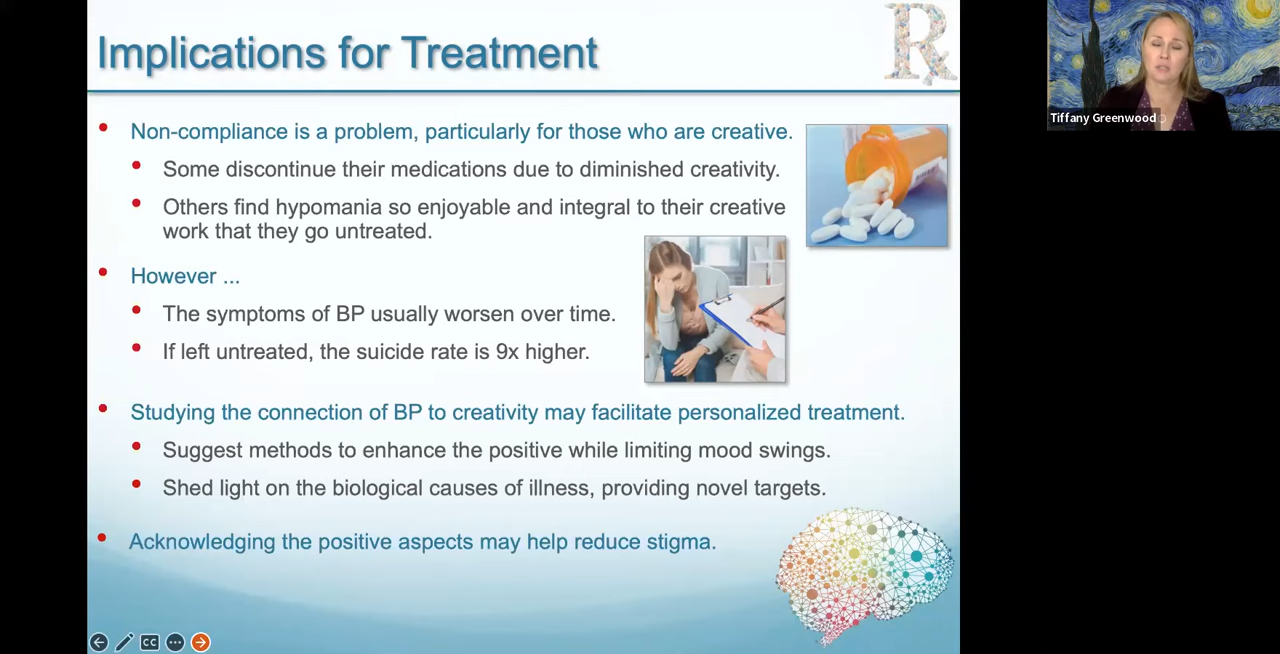 Implications for Treatment
Rx
Tiffany Greenwood
• Non-compliance is a problem, particularly for those who are creative.
• Some discontinue their medications due to diminished creativity.
• Others find hypomania so enjoyable and integral to their creative
work that they go untreated.
• However ...
• The symptoms of BP usually worsen over time.
• If left untreated, the suicide rate is 9x higher.
• Studying the connection of BP to creativity may facilitate personalized treatment.
• Suggest methods to enhance the positive while limiting mood swings.
• Shed light on the biological causes of illness, providing novel targets.
• Acknowledging the positive aspects may help reduce stigma.
CC